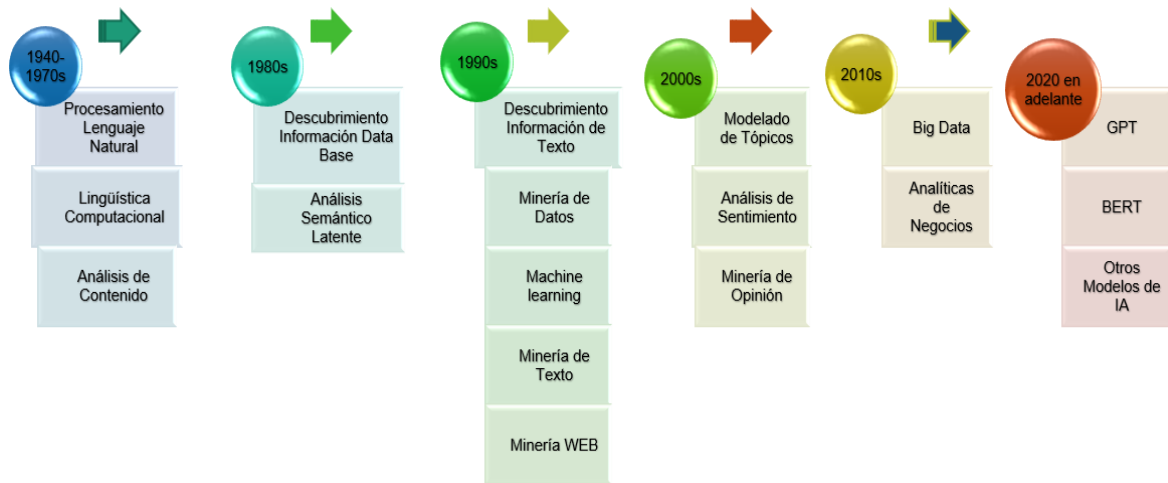 1940-
1970s
Procesamiento
Lenguaje
Natural
Lingüística
Computacional
Análisis de
Contenido
1980s
Descubrimiento
Información Data
Base
Análisis
Semántico
Latente
1990s
Descubrimiento
Información de
Texto
Minería de
Datos
Machine
learning
Minería de
Texto
Minería WEB
2000s
Modelado
de Tópicos
Análisis de
Sentimiento
Minería de
Opinión
2010s
Big Data
Analíticas
de
Negocios
2020 en
adelante
GPT
BERT
Otros
Modelos de
IA